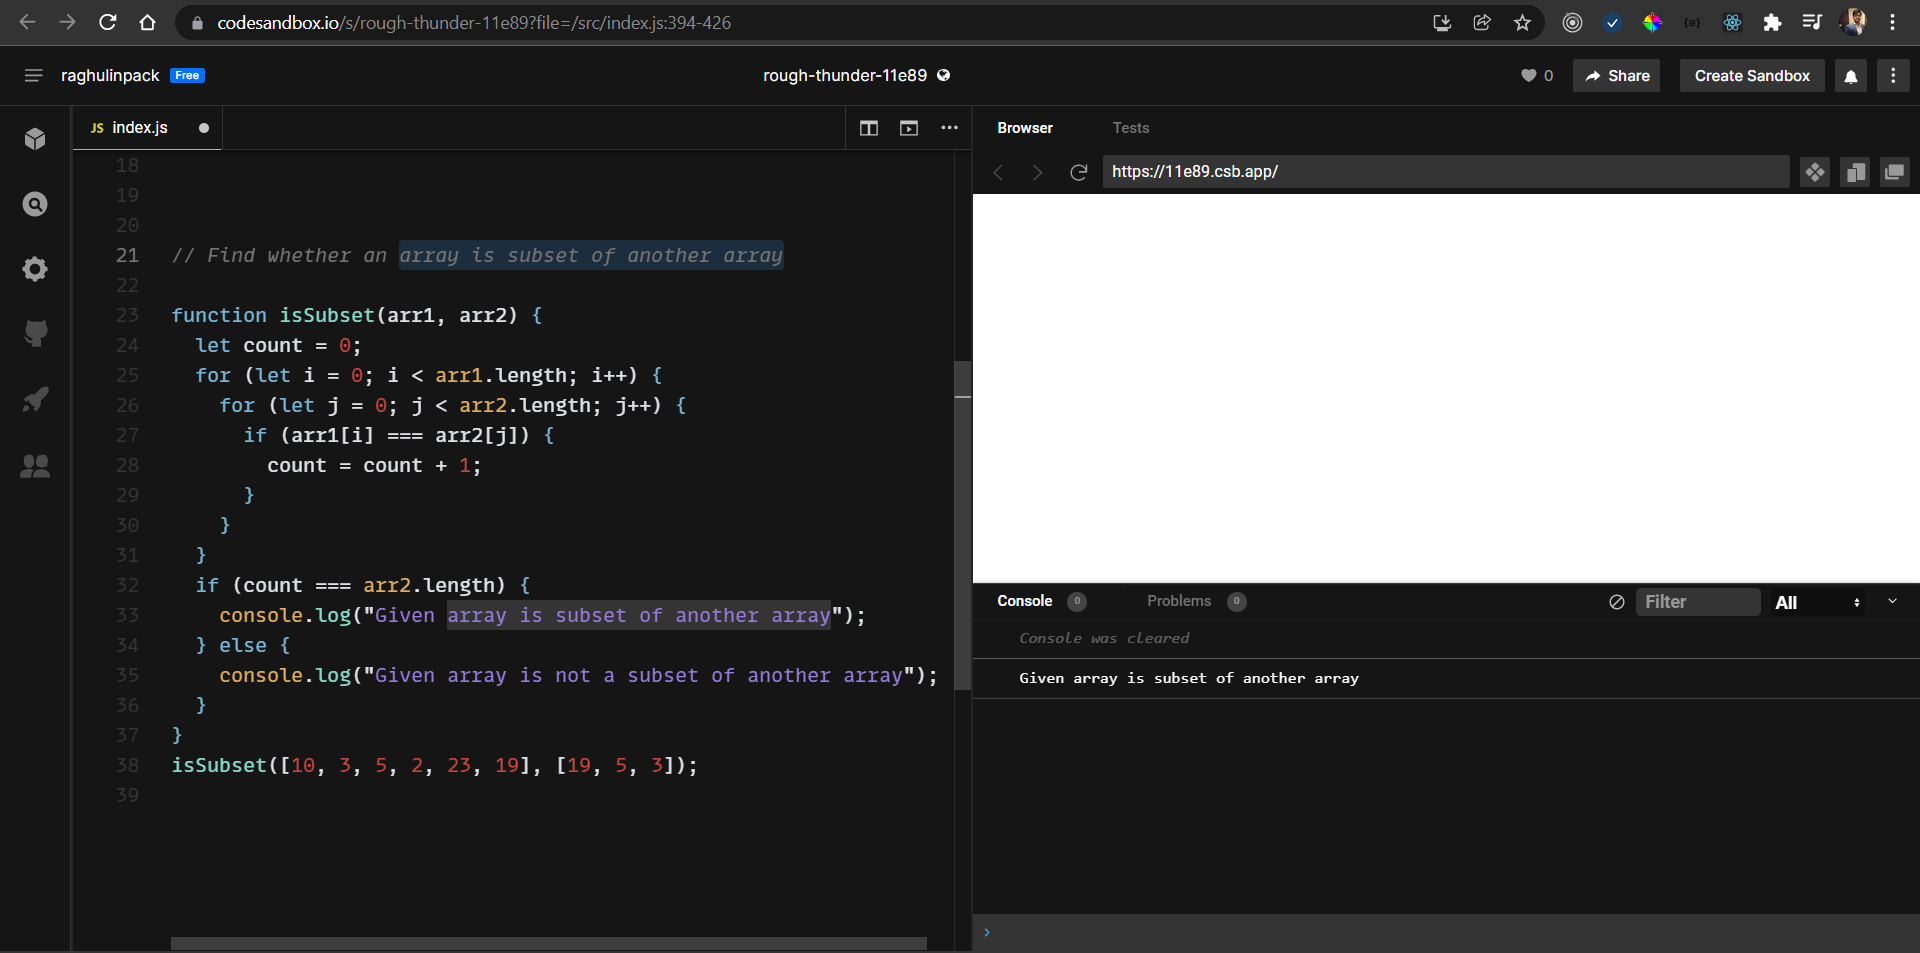 codesandbox.io/s/rough-thunder-11e89?file=/src/index.js:394-426
raghulinpack Free
rough-thunder-11e89
0 Share Create Sandbox
JS index.js
Browser Tests
https://11e89.csb.app/
18
19
20
21 // Find whether an array is subset of another array
22
23 function isSubset(arr1, arr2) {
24 let count = 0;
25 for (let i = 0; i < arr1.length; i++) {
26 for (let j = 0; j < arr2.length; j++) {
27 if (arr1[i] === arr2[j]) {
28 count = count + 1;
29 }
30 }
31 }
32 if (count === arr2.length) {
33 console.log("Given array is subset of another array");
34 } else {
35 console.log("Given array is not a subset of another array");
36 }
37 }
38 isSubset([10, 3, 5, 2, 23, 19], [19, 5, 3]);
39
Console 0 Problems 0 Filter All
Console was cleared
Given array is subset of another array